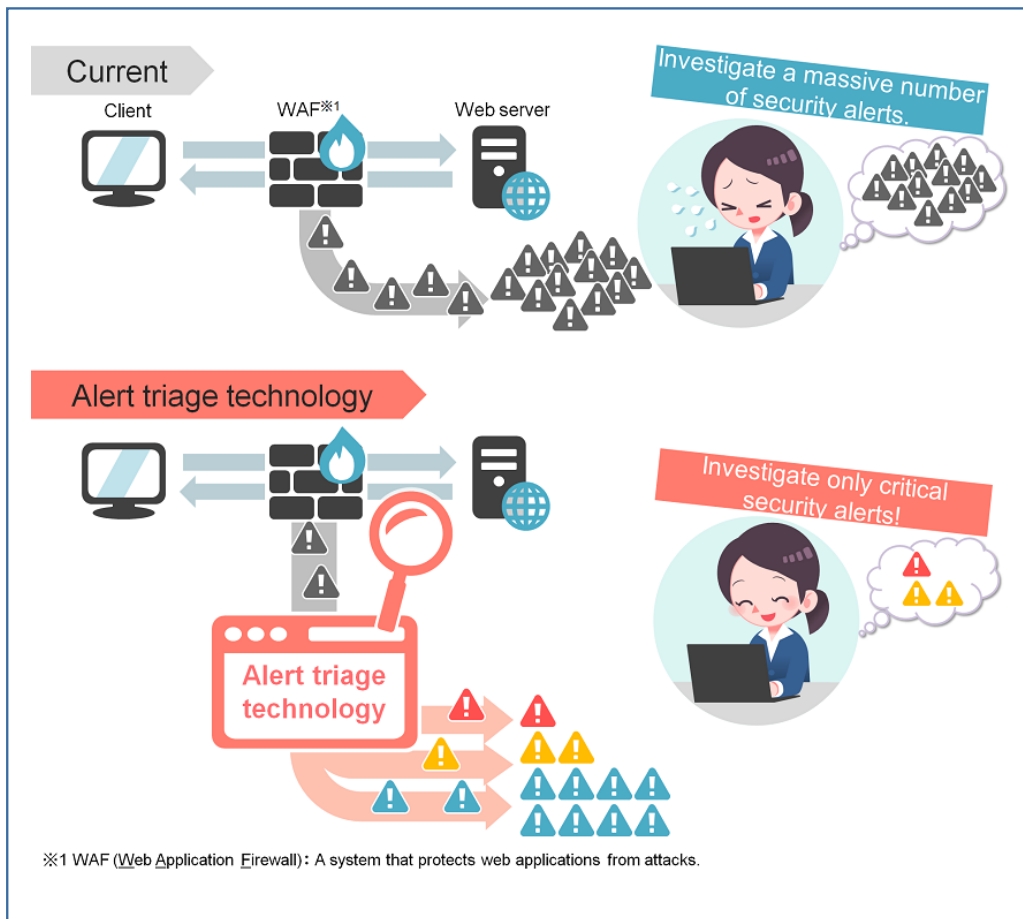 Current
Client
WAF※1
Web server
Investigate a massive number
of security alerts.
Alert triage technology
Investigate only critical
security alerts!
Alert triage
technology
※1 WAF (Web Application Firewall): A system that protects web applications from attacks.